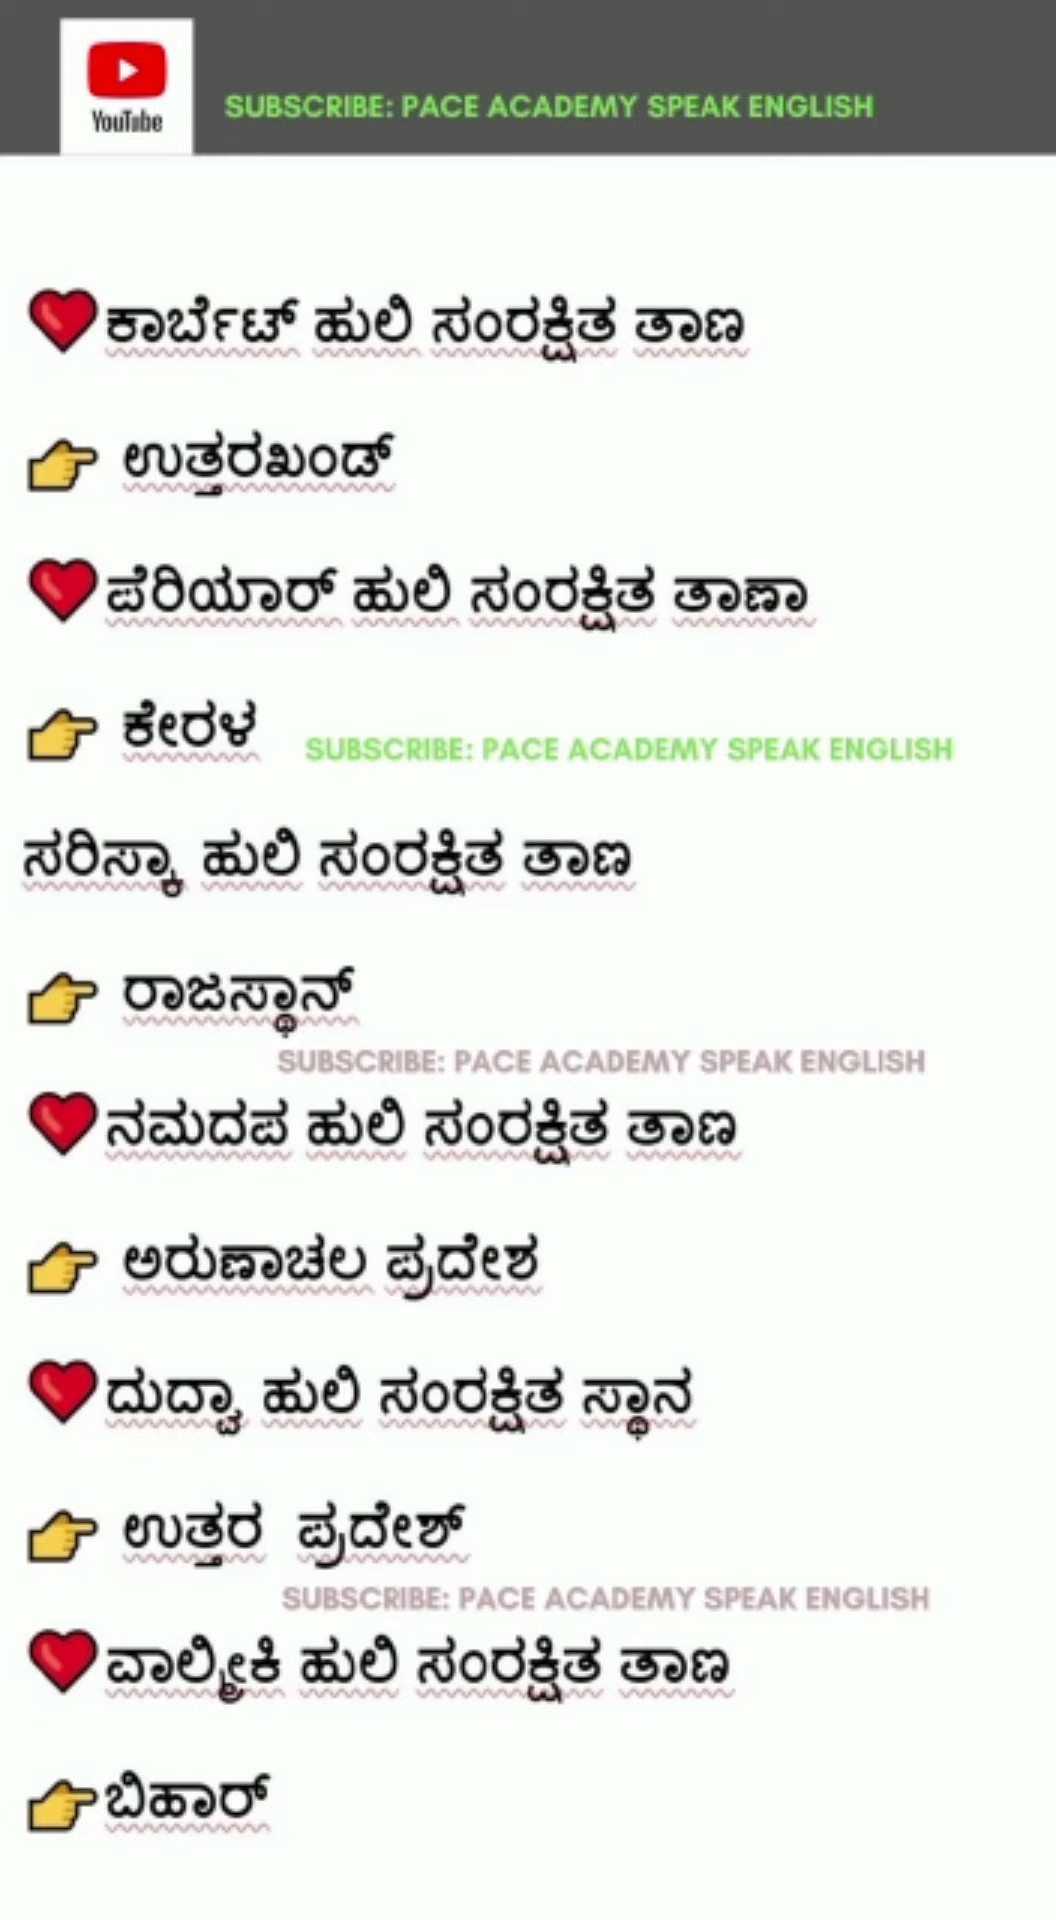 YouTube
SUBSCRIBE: PACE ACADEMY SPEAK ENGLISH
ಕಾರ್ಬೆಟ್ ಹುಲಿ ಸಂರಕ್ಷಿತ ತಾಣ
ಉತ್ತರಖಂಡ್
ಪೆರಿಯಾರ್ ಹುಲಿ ಸಂರಕ್ಷಿತ ತಾಣಾ
ಕೇರಳ
SUBSCRIBE: PACE ACADEMY SPEAK ENGLISH
ಸರಿಸ್ಕಾ ಹುಲಿ ಸಂರಕ್ಷಿತ ತಾಣ
ರಾಜಸ್ಥಾನ್
SUBSCRIBE: PACE ACADEMY SPEAK ENGLISH
ನಮದಪ ಹುಲಿ ಸಂರಕ್ಷಿತ ತಾಣ
ಅರುಣಾಚಲ ಪ್ರದೇಶ
ದುದ್ವಾ ಹುಲಿ ಸಂರಕ್ಷಿತ ಸ್ಥಾನ
ಉತ್ತರ ಪ್ರದೇಶ್
SUBSCRIBE: PACE ACADEMY SPEAK ENGLISH
ವಾಲ್ಮೀಕಿ ಹುಲಿ ಸಂರಕ್ಷಿತ ತಾಣ
ಬಿಹಾರ್